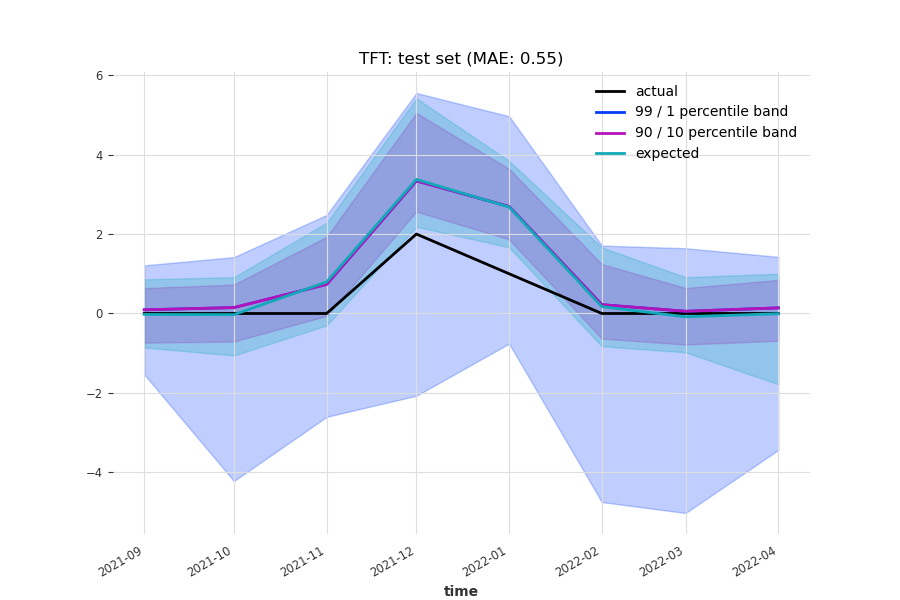 TFT: test set (MAE: 0.55)
actual
99 / 1 percentile band
90 / 10 percentile band
expected
6
4
2
0
−2
−4
2021-09
2021-10
2021-11
2021-12
2022-01
2022-02
2022-03
2022-04
time